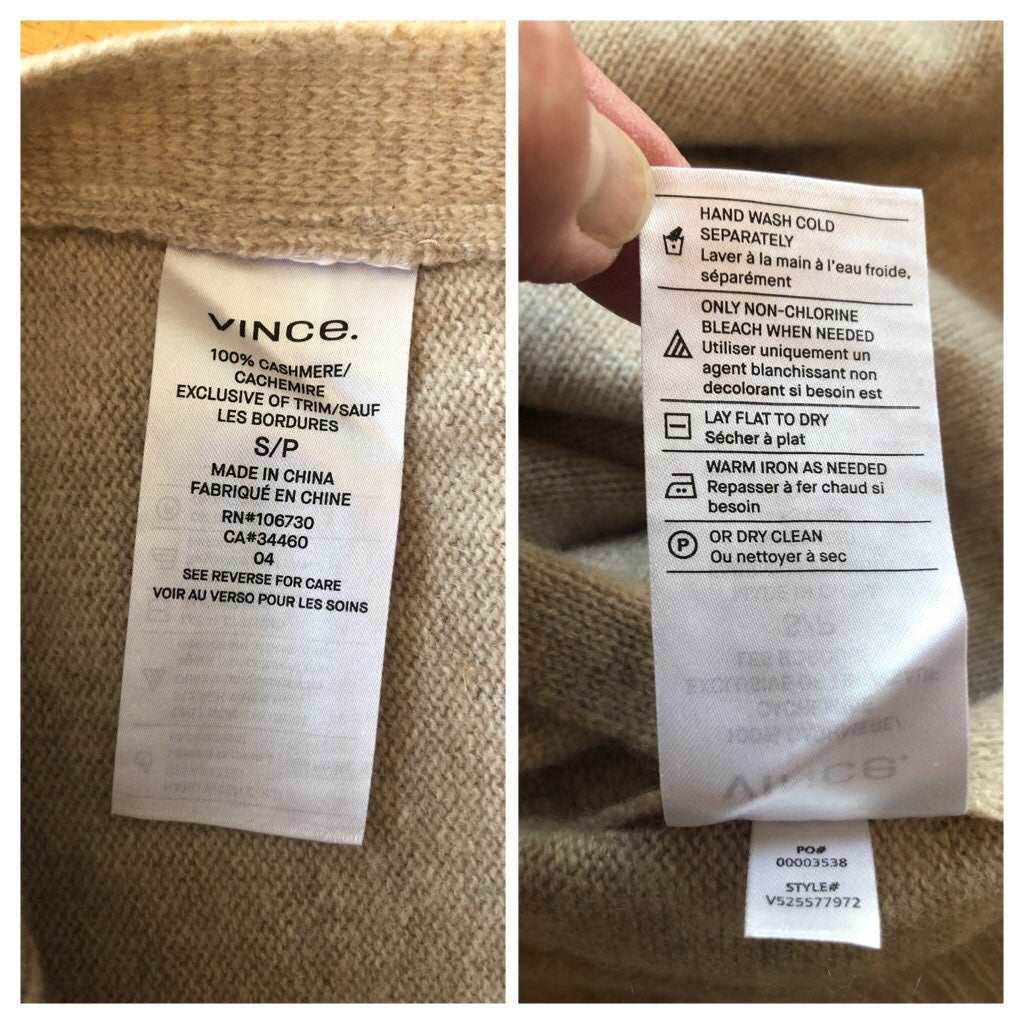 VINCE.
100% CASHMERE/
CACHEMIRE
EXCLUSIVE OF TRIM/SAUF
LES BORDURES
S/P
MADE IN CHINA
FABRIQUÉ EN CHINE
RN#106730
CA#34460
04
SEE REVERSE FOR CARE
VOIR AU VERSO POUR LES SOINS
HAND WASH COLD
SEPARATELY
Laver à la main à l'eau froide,
séparément
ONLY NON-CHLORINE
BLEACH WHEN NEEDED
Utiliser uniquement un
agent blanchissant non
decolorant si besoin est
LAY FLAT TO DRY
Sécher à plat
WARM IRON AS NEEDED
Repasser à fer chaud si
besoin
P
OR DRY CLEAN
Ou nettoyer à sec
PO#
00003538
STYLE#
V525577972